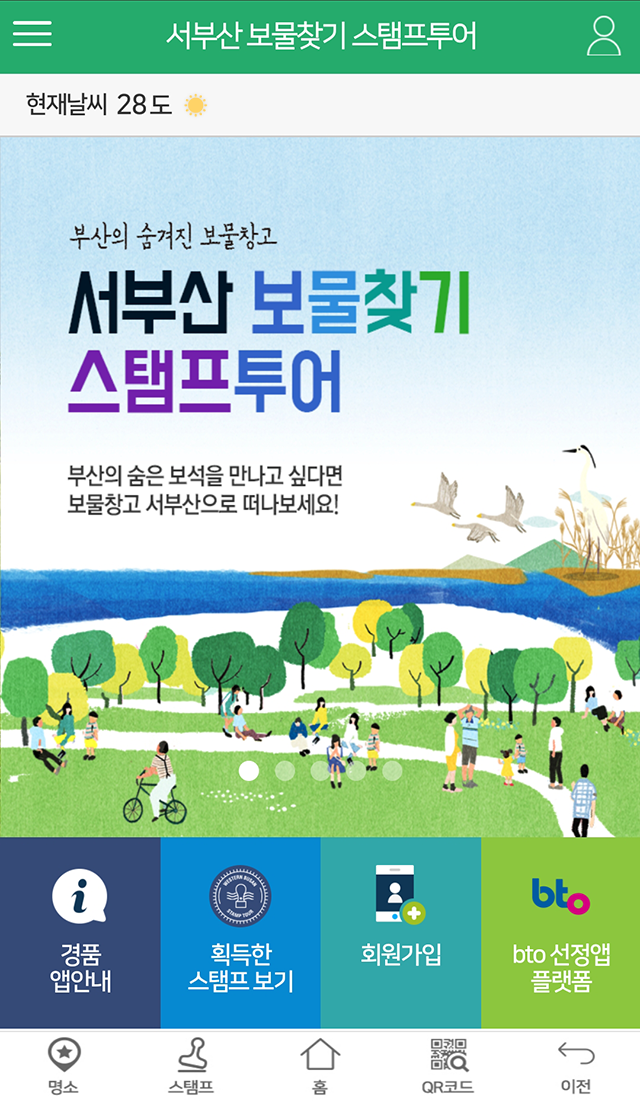 서부산 보물찾기 스탬프투어
현재날씨 28도
부산의 숨겨진 보물창고
서부산 보물찾기
스탬프투어
부산의 숨은 보석을 만나고 싶다면
보물창고 서부산으로 떠나보세요!
경품
앱안내
WESTERN BUSAN
STAMP TOUR
획득한
스탬프 보기
회원가입
bto
bto 선정앱
플랫폼
명소
스탬프
홈
QR코드
이전